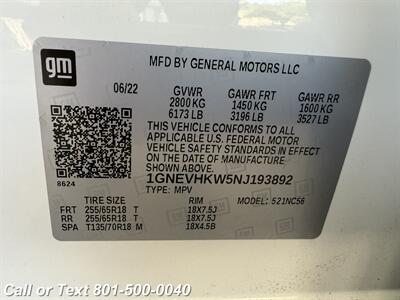 gm
MFD BY GENERAL MOTORS LLC
06/22 GVWR GAWR FRT GAWR RR
2800 KG 1450 KG 1600 KG
6173 LB 3196 LB 3527 LB
THIS VEHICLE CONFORMS TO ALL
APPLICABLE U.S. FEDERAL MOTOR
VEHICLE SAFETY STANDARDS IN
EFFECT ON THE DATE OF
MANUFACTURE SHOWN ABOVE.
1GNEVHKW5NJ193892
8624 TYPE: MPV MODEL: 521NC56
TIRE SIZE RIM
FRT 255/65R18 T 18X7.5J
RR 255/65R18 T 18X7.5J
SPA T135/70R18 M 18X4.5B
Call or Text 801-500-0040